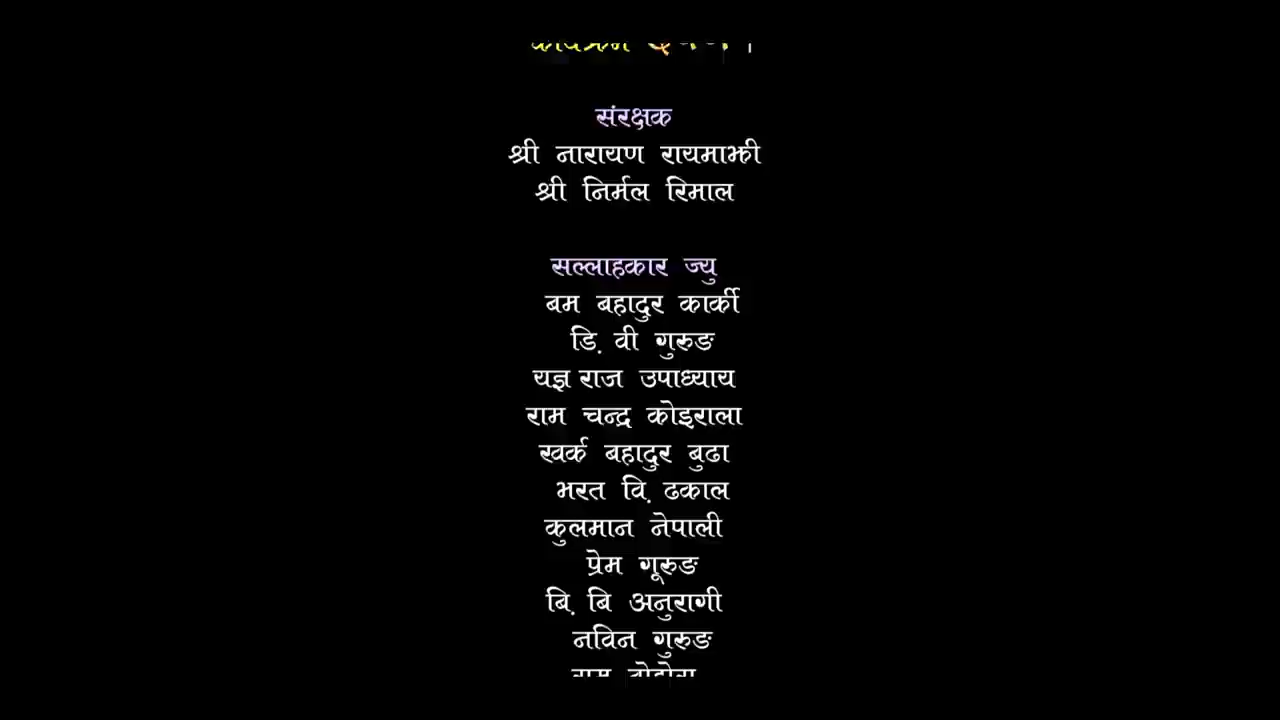 संरक्षक
श्री नारायण रायमाझी
श्री निर्मल रिमाल
सल्लाहकार ज्यु
बम बहादुर कार्की
डि. वी गुरुङ
यज्ञ राज उपाध्याय
राम चन्द्र कोइराला
खर्क बहादुर बुढा
भरत वि. ढकाल
कुलमान नेपाली
प्रेम गूरुङ
बि. बि अनुरागी
नविन गुरुङ